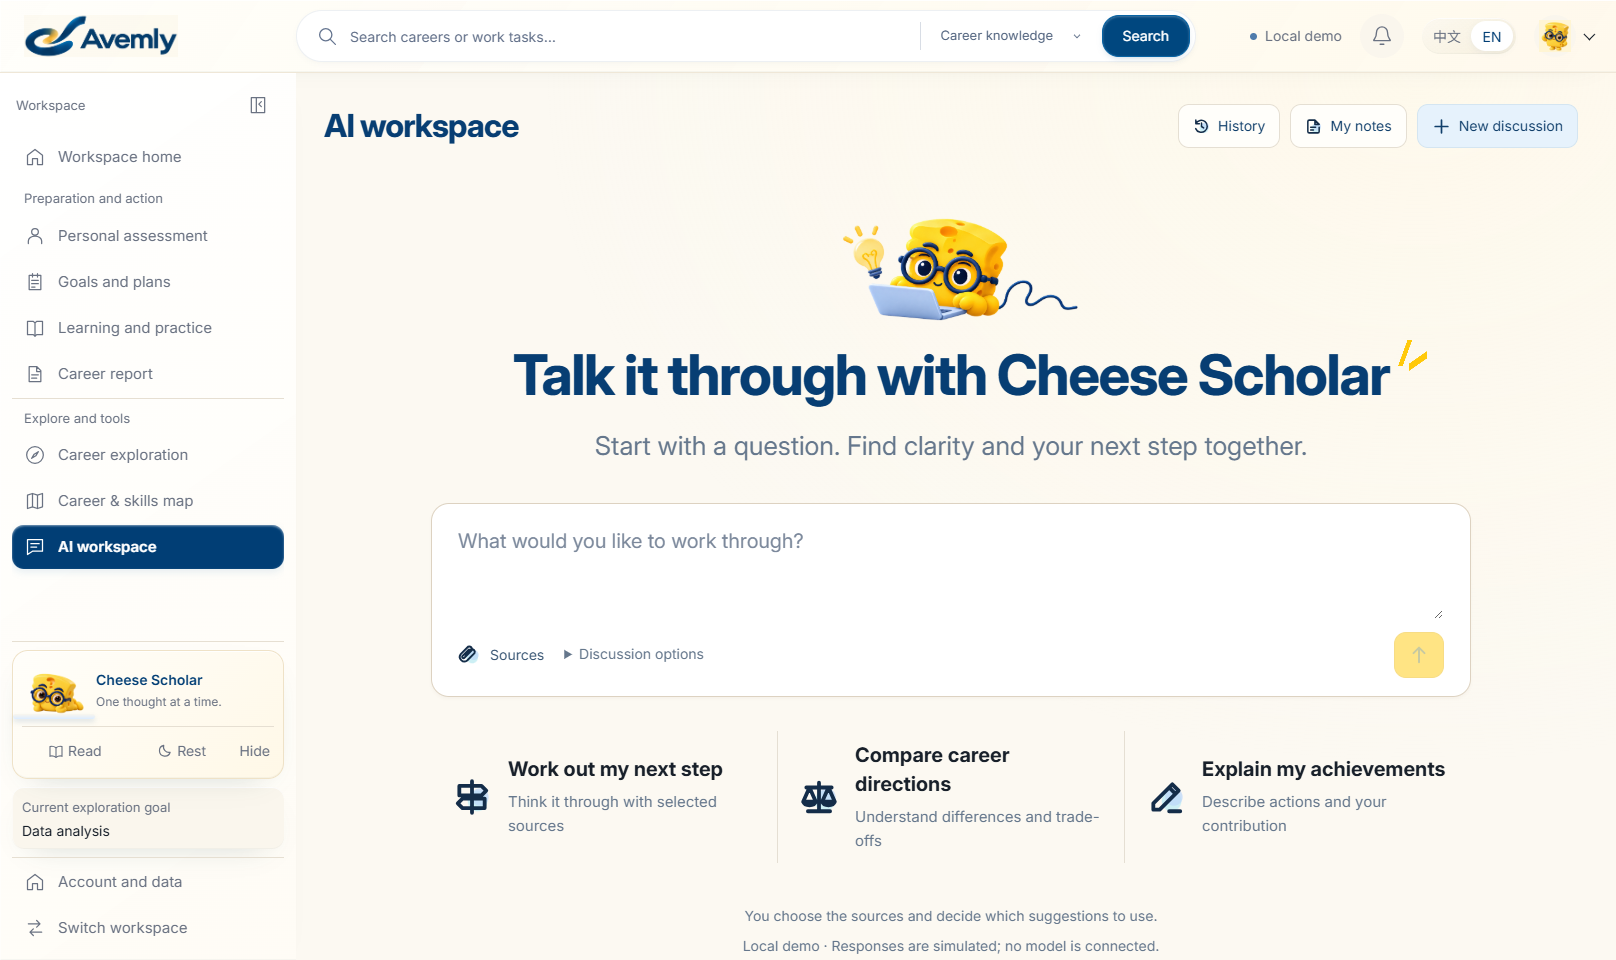 Avemly
Search careers or work tasks...
Career knowledge
Search
Local demo
中文
EN
Workspace
Workspace home
Preparation and action
Personal assessment
Goals and plans
Learning and practice
Career report
Explore and tools
Career exploration
Career & skills map
AI workspace
Cheese Scholar
One thought at a time.
Read
Rest
Hide
Current exploration goal
Data analysis
Account and data
Switch workspace
AI workspace
History
My notes
New discussion
Talk it through with Cheese Scholar
Start with a question. Find clarity and your next step together.
What would you like to work through?
Sources
Discussion options
Work out my next step
Think it through with selected
sources
Compare career
directions
Understand differences and trade-
offs
Explain my achievements
Describe actions and your
contribution
You choose the sources and decide which suggestions to use.
Local demo · Responses are simulated; no model is connected.